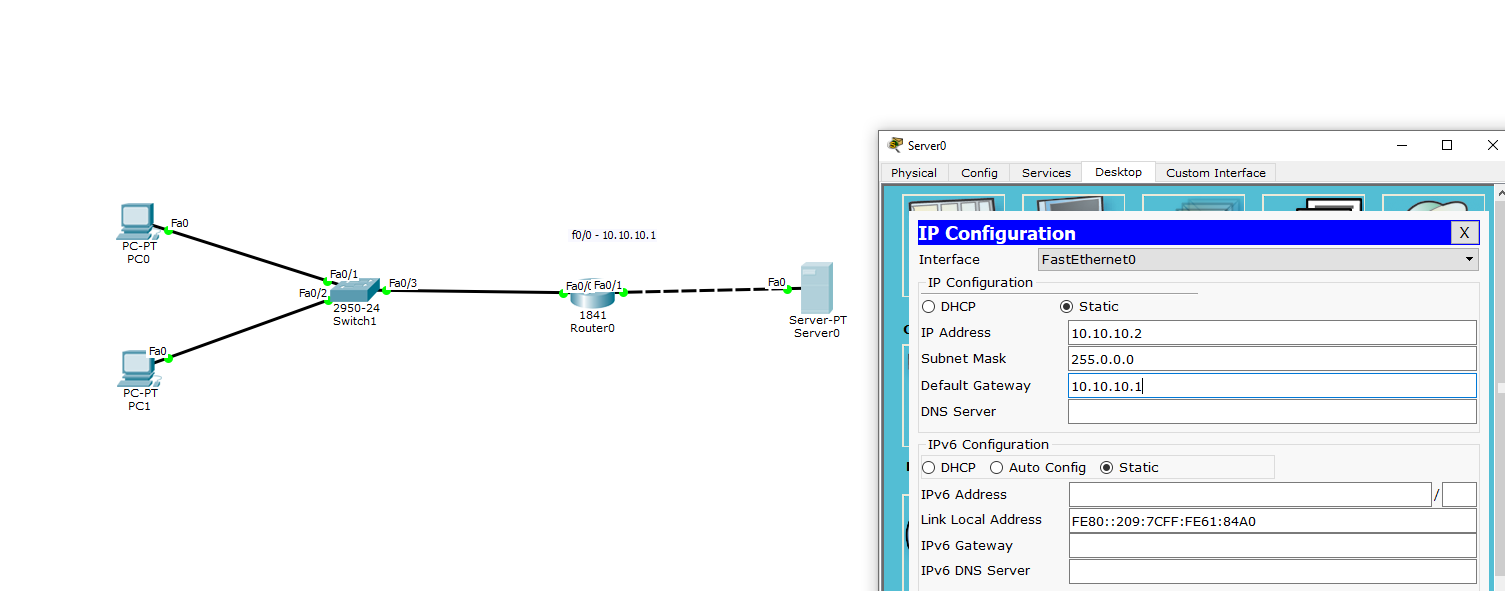 Fa0
PC-PT
PC0
Fa0/1
Fa0/2
Fa0/3
2950-24
Switch1
Fa0
PC-PT
PC1
f0/0 - 10.10.10.1
Fa0/0
Fa0/1
1841
Router0
Fa0
Server-PT
Server0
Server0
Physical Config Services Desktop Custom Interface
IP Configuration X
Interface FastEthernet0
IP Configuration
DHCP Static
IP Address 10.10.10.2
Subnet Mask 255.0.0.0
Default Gateway 10.10.10.1
DNS Server
IPv6 Configuration
DHCP Auto Config Static
IPv6 Address /
Link Local Address FE80::209:7CFF:FE61:84A0
IPv6 Gateway
IPv6 DNS Server